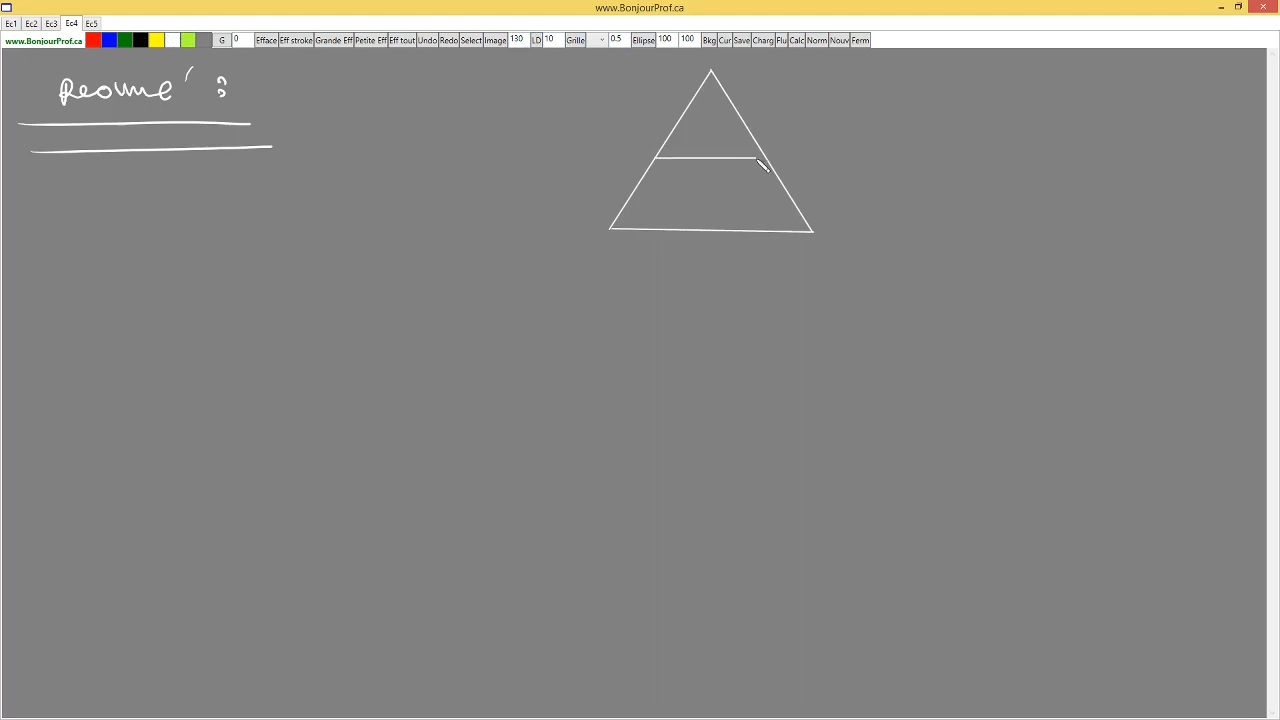 www.BonjourProf.ca
Ec1 Ec2 Ec3 Ec4 Ec5
www.BonjourProf.ca G 0 Efface Eff stroke Grande Eff Petite Eff Eff tout Undo Redo Select Image 130 LD 10 Grille 0.5 Ellipse 100 100 Bkg Cur Save Charg Flu Calc Norm Nouv Ferm
Resumé :